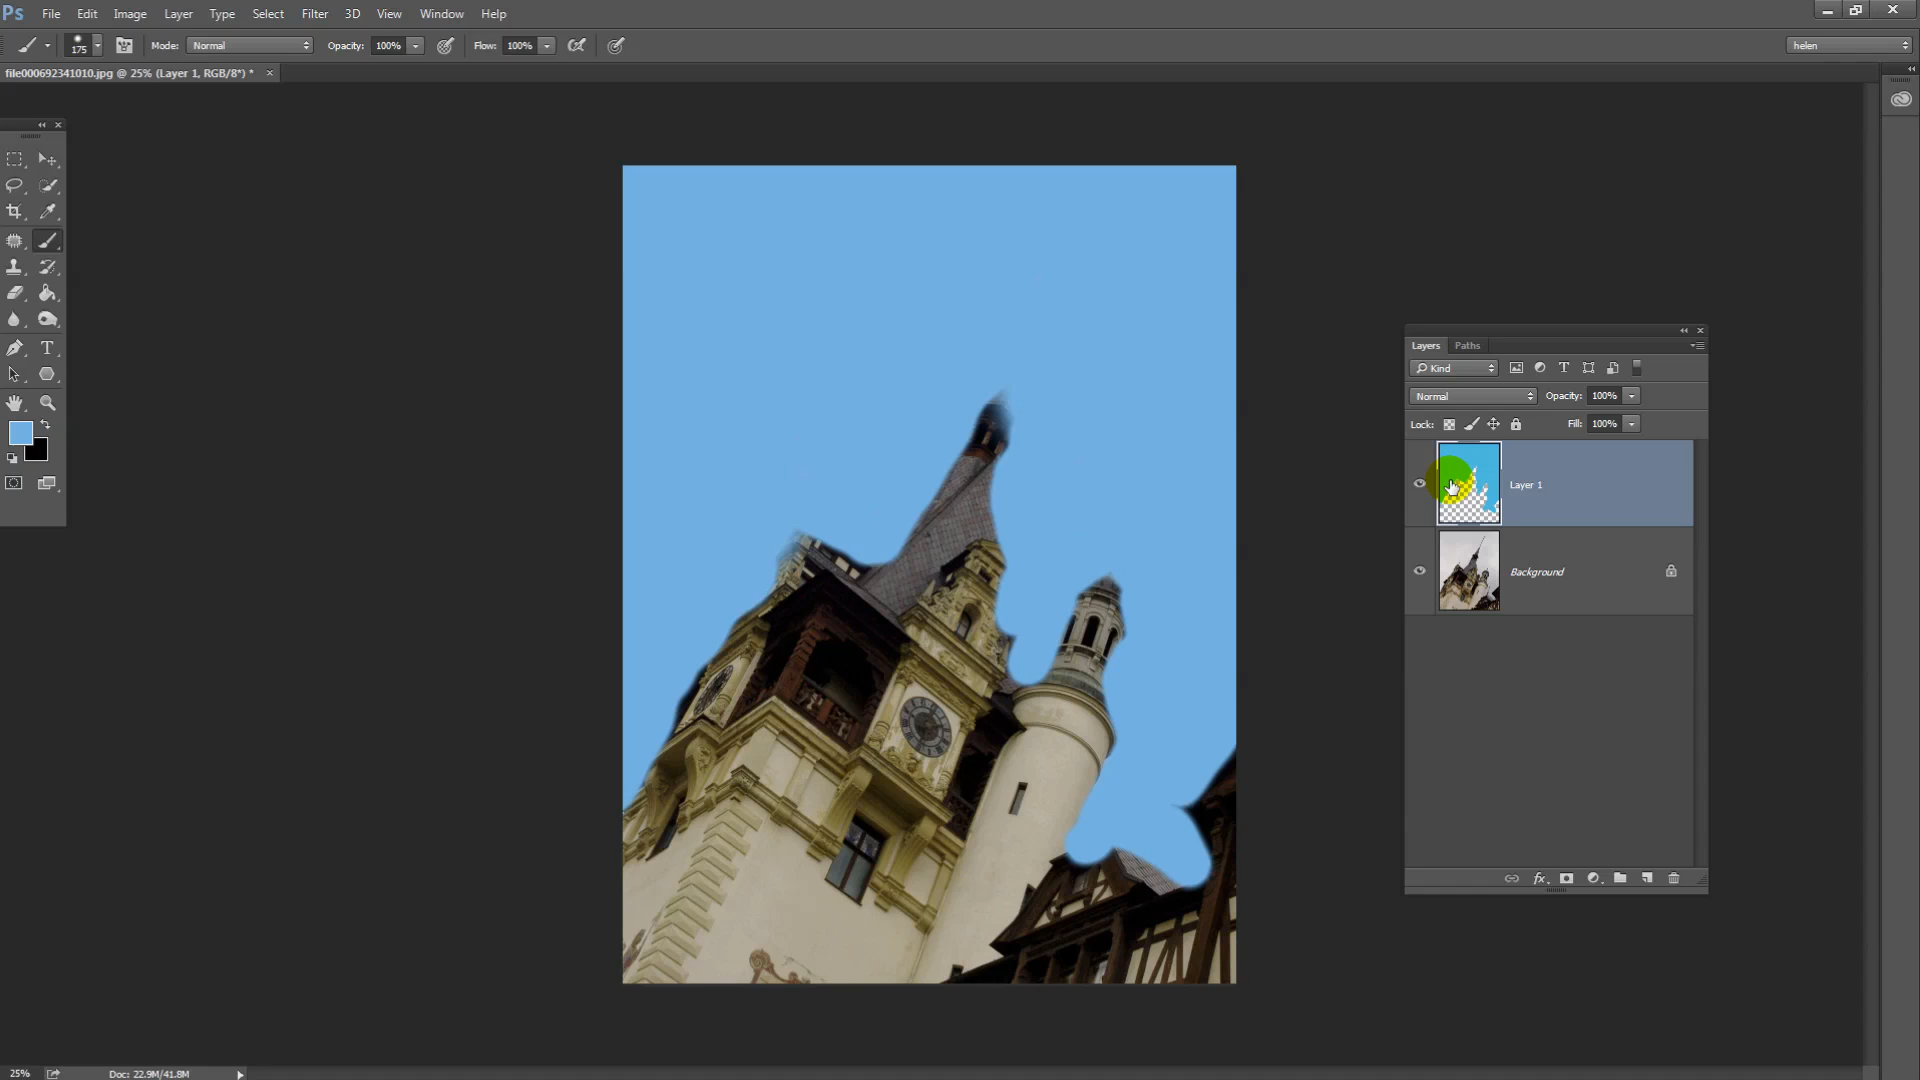 Ps File Edit Image Layer Type Select Filter 3D View Window Help
175 Mode: Normal Opacity: 100% Flow: 100% helen
file000692341010.jpg @ 25% (Layer 1, RGB/8*) * ×
Layers Paths
Kind
Normal Opacity: 100%
Lock: Fill: 100%
Layer 1
Background
25% Doc: 22.9M/41.8M